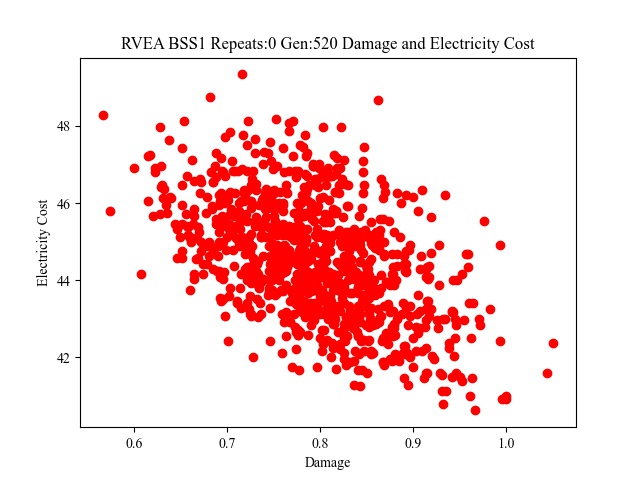 RVEA BSS1 Repeats:0 Gen:520 Damage and Electricity Cost
48
46
44
42
Electricity Cost
0.6 0.7 0.8 0.9 1.0
Damage